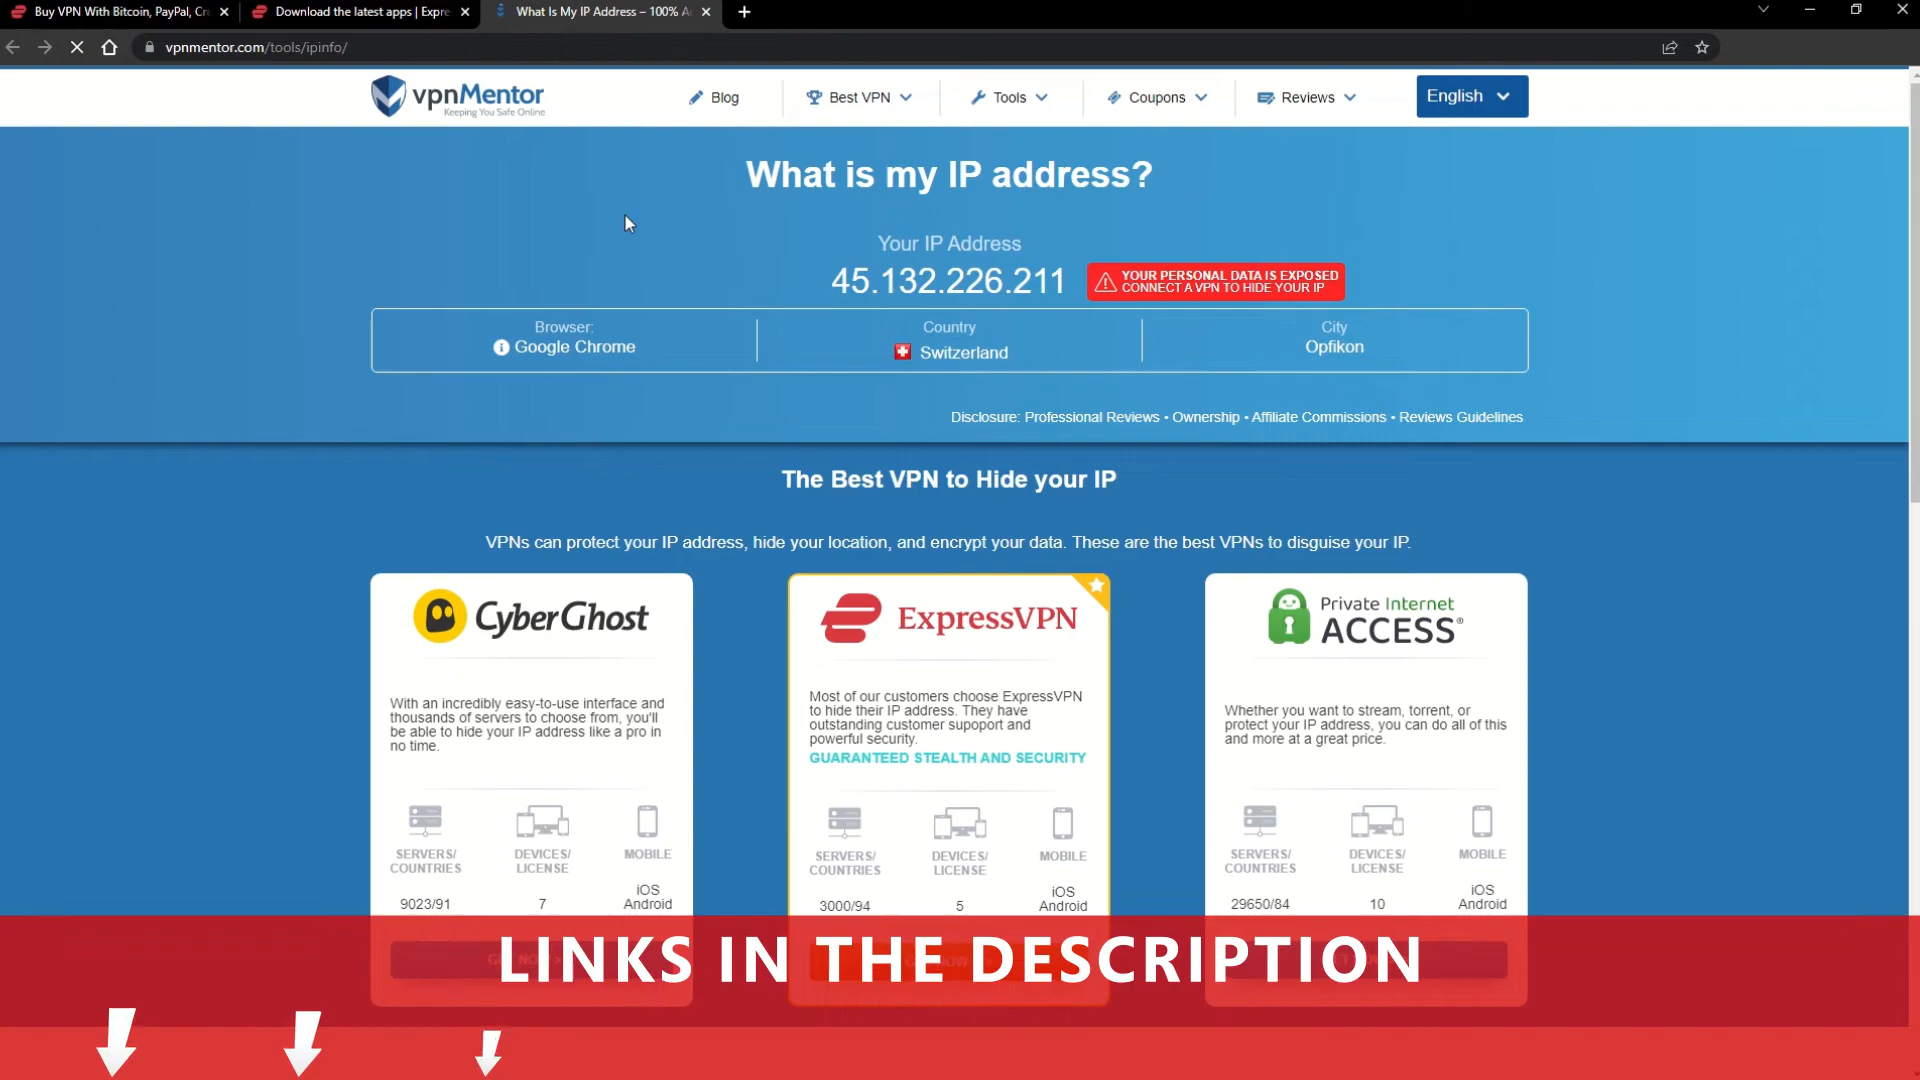 Buy VPN With Bitcoin, PayPal, Cr
Download the latest apps | Expre
What Is My IP Address – 100% A
vpnmentor.com/tools/ipinfo/
vpnMentor
Keeping You Safe Online
Blog
Best VPN
Tools
Coupons
Reviews
English
What is my IP address?
Your IP Address
45.132.226.211
YOUR PERSONAL DATA IS EXPOSED
CONNECT A VPN TO HIDE YOUR IP
Browser:
Google Chrome
Country
Switzerland
City
Opfikon
Disclosure: Professional Reviews • Ownership • Affiliate Commissions • Reviews Guidelines
The Best VPN to Hide your IP
VPNs can protect your IP address, hide your location, and encrypt your data. These are the best VPNs to disguise your IP.
CyberGhost
With an incredibly easy-to-use interface and
thousands of servers to choose from, you'll
be able to hide your IP address like a pro in
no time.
SERVERS/
COUNTRIES
DEVICES/
LICENSE
MOBILE
9023/91
7
iOS
Android
ExpressVPN
Most of our customers choose ExpressVPN
to hide their IP address. They have
outstanding customer supoport and
powerful security.
GUARANTEED STEALTH AND SECURITY
SERVERS/
COUNTRIES
DEVICES/
LICENSE
MOBILE
3000/94
5
iOS
Android
Private Internet
ACCESS®
Whether you want to stream, torrent, or
protect your IP address, you can do all of this
and more at a great price.
SERVERS/
COUNTRIES
DEVICES/
LICENSE
MOBILE
29650/84
10
iOS
Android
LINKS IN THE DESCRIPTION